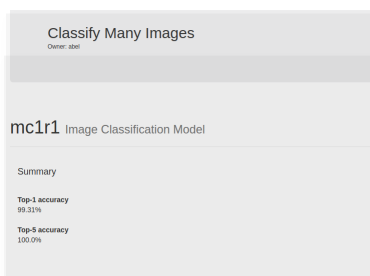 Classify Many Images
Owner: abel
mc1r1 Image Classification Model
Summary
Top-1 accuracy
99.31%
Top-5 accuracy
100.0%